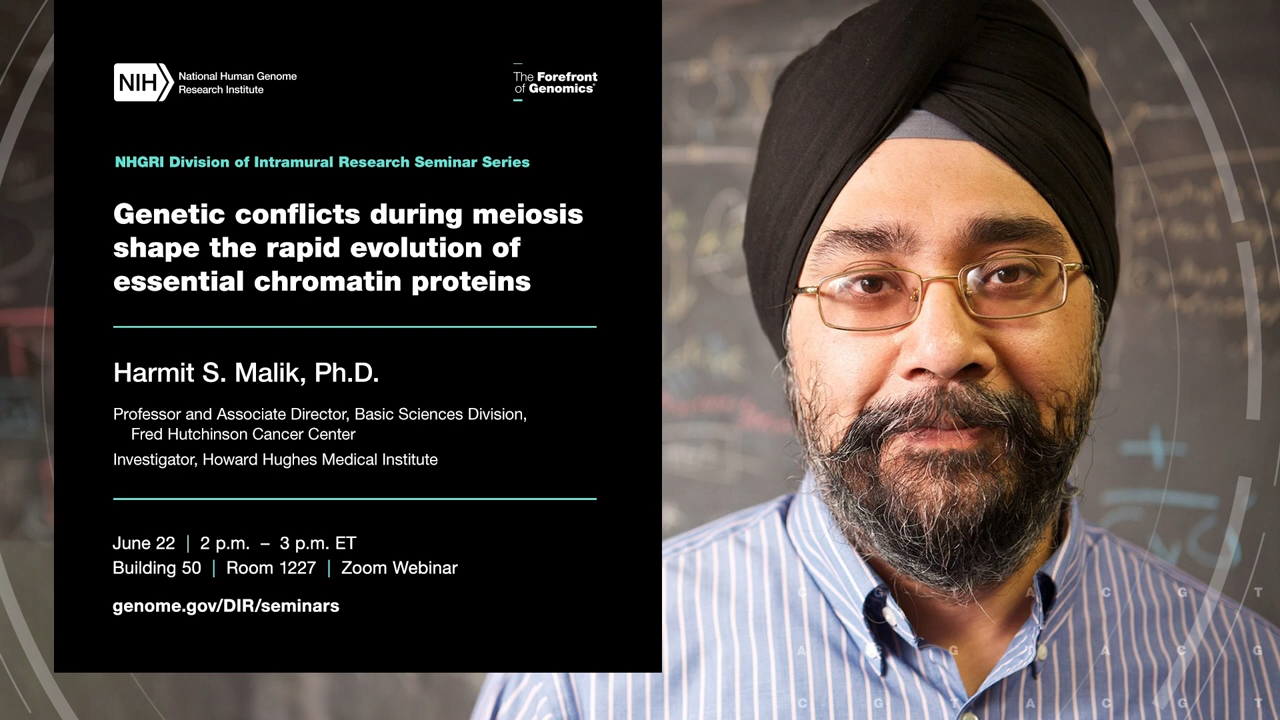 NIH National Human Genome
Research Institute
The Forefront
of Genomics®
NHGRI Division of Intramural Research Seminar Series
Genetic conflicts during meiosis
shape the rapid evolution of
essential chromatin proteins
Harmit S. Malik, Ph.D.
Professor and Associate Director, Basic Sciences Division,
Fred Hutchinson Cancer Center
Investigator, Howard Hughes Medical Institute
June 22 | 2 p.m. – 3 p.m. ET
Building 50 | Room 1227 | Zoom Webinar
genome.gov/DIR/seminars
C G T A C G T
A C G T A C G
C G T A C G T